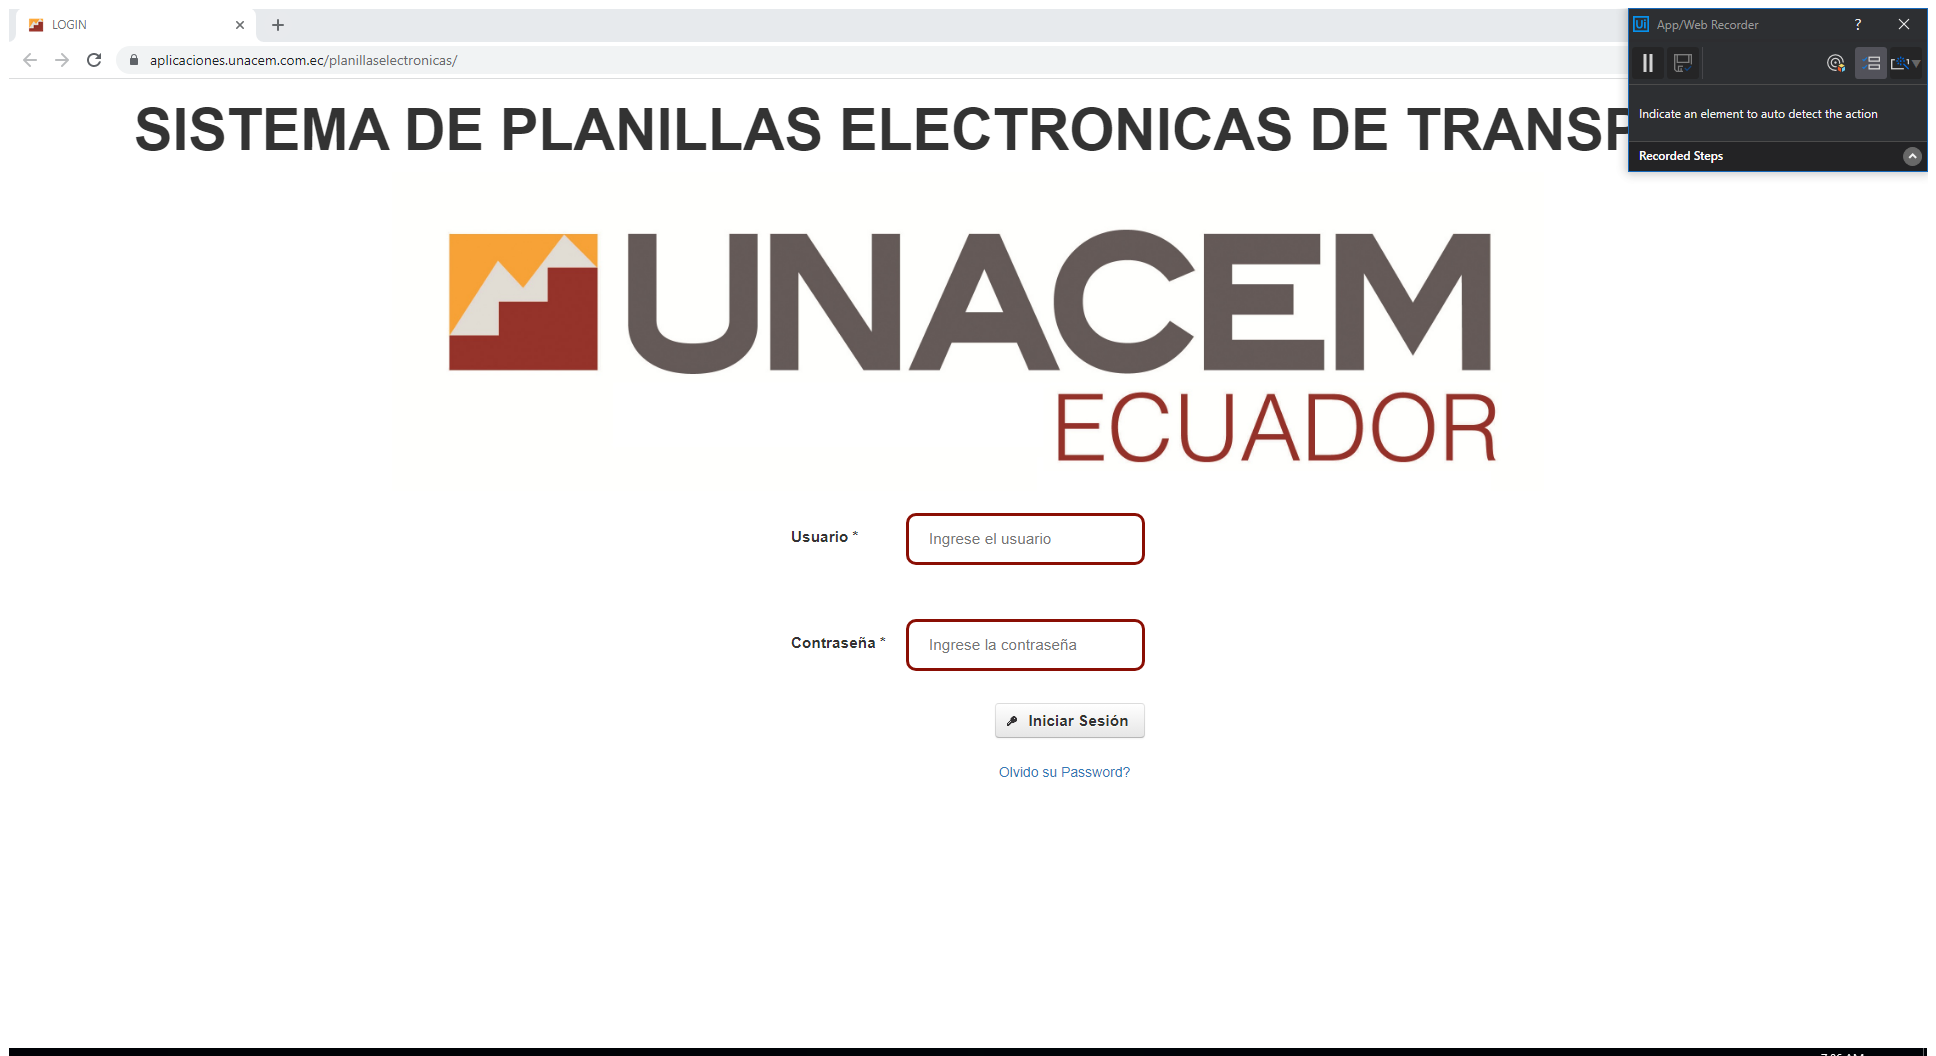 LOGIN
aplicaciones.unacem.com.ec/planillaselectronicas/
Ui App/Web Recorder ?
Indicate an element to auto detect the action
Recorded Steps
SISTEMA DE PLANILLAS ELECTRONICAS DE TRANSP
UNACEM
ECUADOR
Usuario * Ingrese el usuario
Contraseña * Ingrese la contraseña
Iniciar Sesión
Olvido su Password?